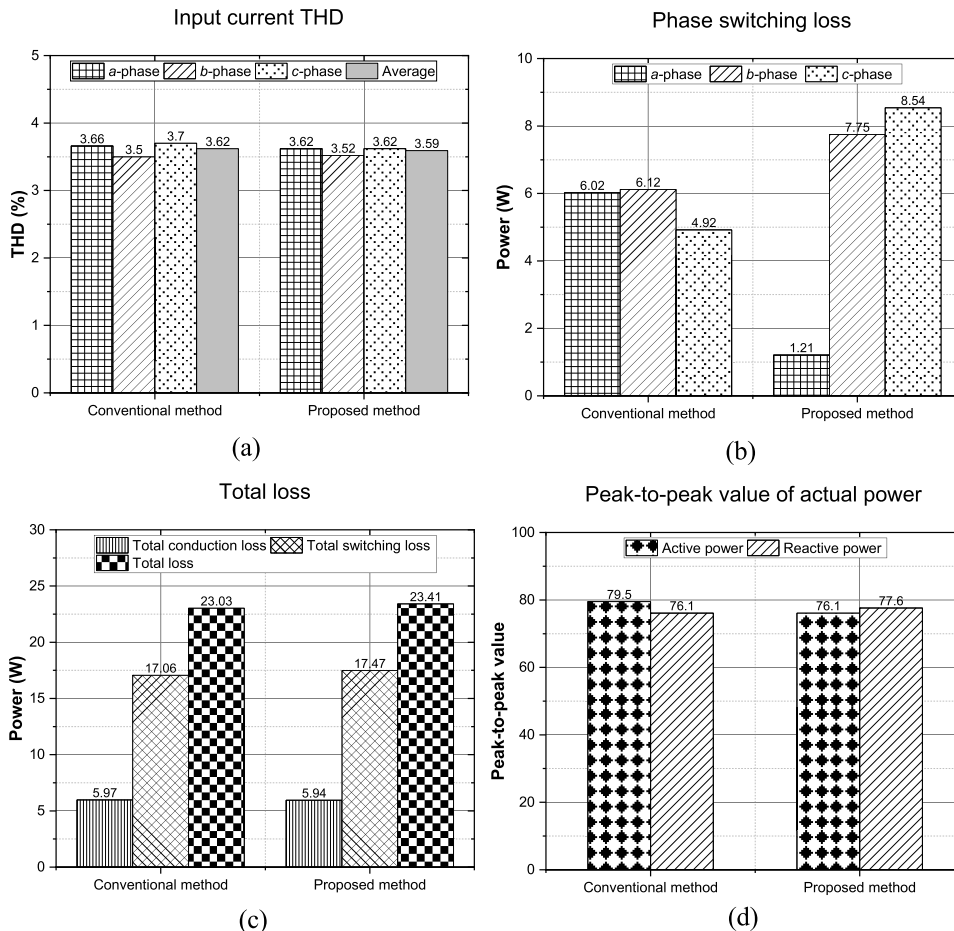 Input current THD
5
4
3
2
1
0
THD (%)
a-phase b-phase c-phase Average
3.66 3.5 3.7 3.62 3.62 3.52 3.62 3.59
Conventional method Proposed method
(a)
Phase switching loss
10
8
6
4
2
0
Power (W)
a-phase b-phase c-phase
6.02 6.12 4.92 1.21 7.75 8.54
Conventional method Proposed method
(b)
Total loss
30
25
20
15
10
5
0
Power (W)
Total conduction loss Total switching loss
Total loss
5.97 17.06 23.03 5.94 17.47 23.41
Conventional method Proposed method
(c)
Peak-to-peak value of actual power
100
80
60
40
20
0
Peak-to-peak value
Active power Reactive power
79.5 76.1 76.1 77.6
Conventional method Proposed method
(d)